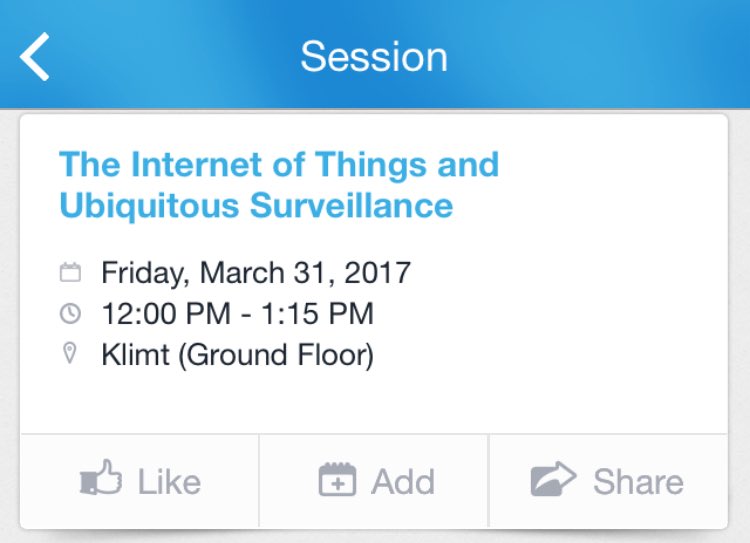 Session
The Internet of Things and
Ubiquitous Surveillance
Friday, March 31, 2017
12:00 PM - 1:15 PM
Klimt (Ground Floor)
Like
Add
Share